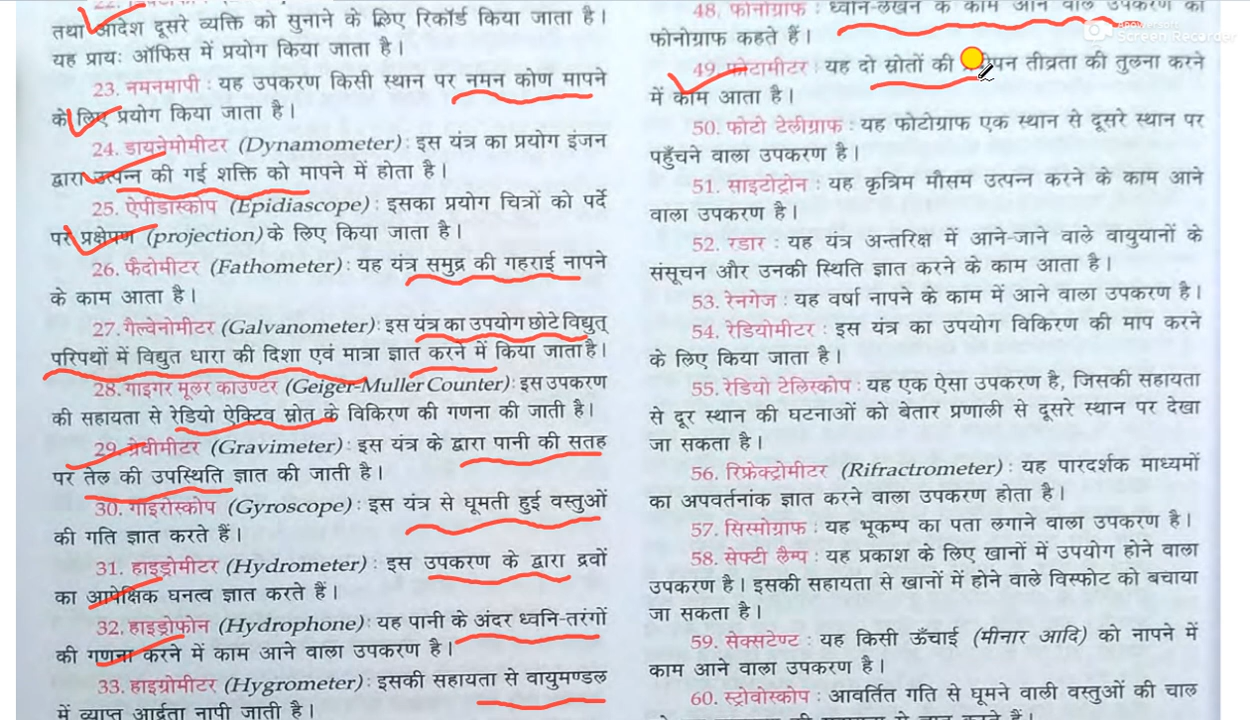 तथा आदेश दूसरे व्यक्ति को सुनाने के लिए रिकॉर्ड किया जाता है।
यह प्रायः ऑफिस में प्रयोग किया जाता है।
23. नमनमापी : यह उपकरण किसी स्थान पर नमन कोण मापने
के लिए प्रयोग किया जाता है।
24. डायनेमोमीटर (Dynamometer) : इस यंत्र का प्रयोग इंजन
द्वारा उत्पन्न की गई शक्ति को मापने में होता है।
25. ऐपीडास्कोप (Epidiascope) : इसका प्रयोग चित्रों को पर्दे
पर प्रक्षेपण (projection) के लिए किया जाता है।
26. फैदोमीटर (Fathometer) : यह यंत्र समुद्र की गहराई नापने
के काम आता है।
27. गैल्वेनोमीटर (Galvanometer) : इस यंत्र का उपयोग छोटे विद्युत्
परिपथों में विद्युत धारा की दिशा एवं मात्रा ज्ञात करने में किया जाता है।
28. गाइगर मूलर काउण्टर (Geiger-Muller Counter) : इस उपकरण
की सहायता से रेडियो ऐक्टिव स्रोत के विकिरण की गणना की जाती है।
29. ग्रेवीमीटर (Gravimeter) : इस यंत्र के द्वारा पानी की सतह
पर तेल की उपस्थिति ज्ञात की जाती है।
30. गाइरोस्कोप (Gyroscope) : इस यंत्र से घूमती हुई वस्तुओं
की गति ज्ञात करते हैं।
31. हाइड्रोमीटर (Hydrometer) : इस उपकरण के द्वारा द्रवों
का आपेक्षिक घनत्व ज्ञात करते हैं।
32. हाइड्रोफोन (Hydrophone) : यह पानी के अंदर ध्वनि-तरंगों
की गणना करने में काम आने वाला उपकरण है।
33. हाइग्रोमीटर (Hygrometer) : इसकी सहायता से वायुमण्डल
में व्याप्त आर्द्रता नापी जाती है।
48. फोनोग्राफ : ध्वनि-लेखन के काम आने वाले उपकरण को
फोनोग्राफ कहते हैं।
49. फोटामीटर : यह दो स्रोतों की तीव्रता की तुलना करने
में काम आता है।
50. फोटो टेलीग्राफ : यह फोटोग्राफ एक स्थान से दूसरे स्थान पर
पहुँचने वाला उपकरण है।
51. साइटोट्रोन : यह कृत्रिम मौसम उत्पन्न करने के काम आने
वाला उपकरण है।
52. रडार : यह यंत्र अन्तरिक्ष में आने-जाने वाले वायुयानों के
संसूचन और उनकी स्थिति ज्ञात करने के काम आता है।
53. रेनगेज : यह वर्षा नापने के काम में आने वाला उपकरण है।
54. रेडियोमीटर : इस यंत्र का उपयोग विकिरण की माप करने
के लिए किया जाता है।
55. रेडियो टेलिस्कोप : यह एक ऐसा उपकरण है, जिसकी सहायता
से दूर स्थान की घटनाओं को बेतार प्रणाली से दूसरे स्थान पर देखा
जा सकता है।
56. रिफ्रेक्ट्रोमीटर (Rifractrometer) : यह पारदर्शक माध्यमों
का अपवर्तनांक ज्ञात करने वाला उपकरण होता है।
57. सिस्मोग्राफ : यह भूकम्प का पता लगाने वाला उपकरण है।
58. सेफ्टी लैम्प : यह प्रकाश के लिए खानों में उपयोग होने वाला
उपकरण है। इसकी सहायता से खानों में होने वाले विस्फोट को बचाया
जा सकता है।
59. सेक्सटेण्ट : यह किसी ऊँचाई (मीनार आदि) को नापने में
काम आने वाला उपकरण है।
60. स्ट्रोवोस्कोप : आवर्तित गति से घूमने वाली वस्तुओं की चाल
Screen Recorder